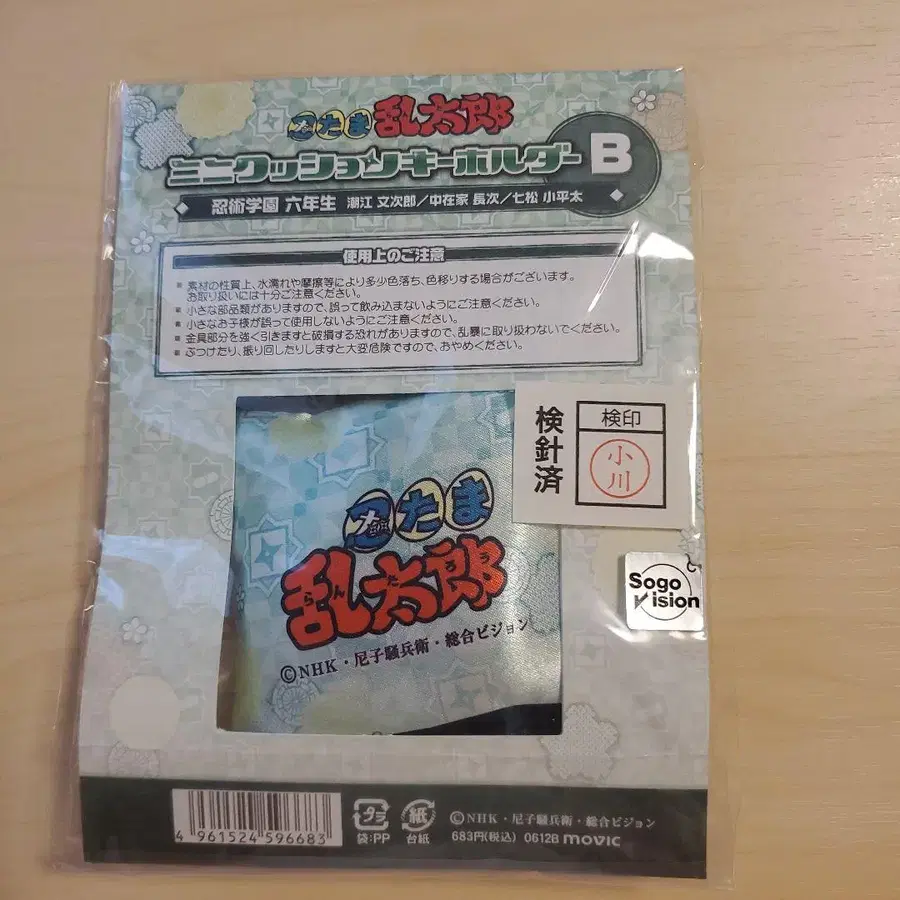 忍たま 乱太郎
ミニクッションキーホルダー B
忍術学園 六年生 潮江 文次郎/中在家 長次/七松 小平太
使用上のご注意
素材の性質上、水濡れや摩擦等により多少色落ち、色移りする場合がございます。
お取り扱いには十分ご注意ください。
小さな部品類がありますので、誤って飲み込まないようにご注意ください。
小さなお子様が誤って使用しないようにご注意ください。
金具部分を強く引きますと破損する恐れがありますので、乱暴に取り扱わないでください。
ぶつけたり、振り回したりしますと大変危険ですので、おやめください。
検針済
検印
小川
忍たま
乱太郎
らんたろう
©NHK・尼子騒兵衛・総合ビジョン
Sogo
Vision
4 961524 596683
プラ
袋:PP
紙
台紙
©NHK・尼子騒兵衛・総合ビジョン
683円(税込) 0612B movic